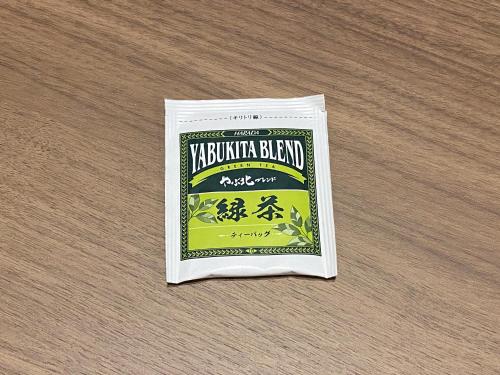 (キリトリ線)
HARADA
YABUKITA BLEND
GREEN TEA
やぶ北ブレンド
緑茶
ティーバッグ